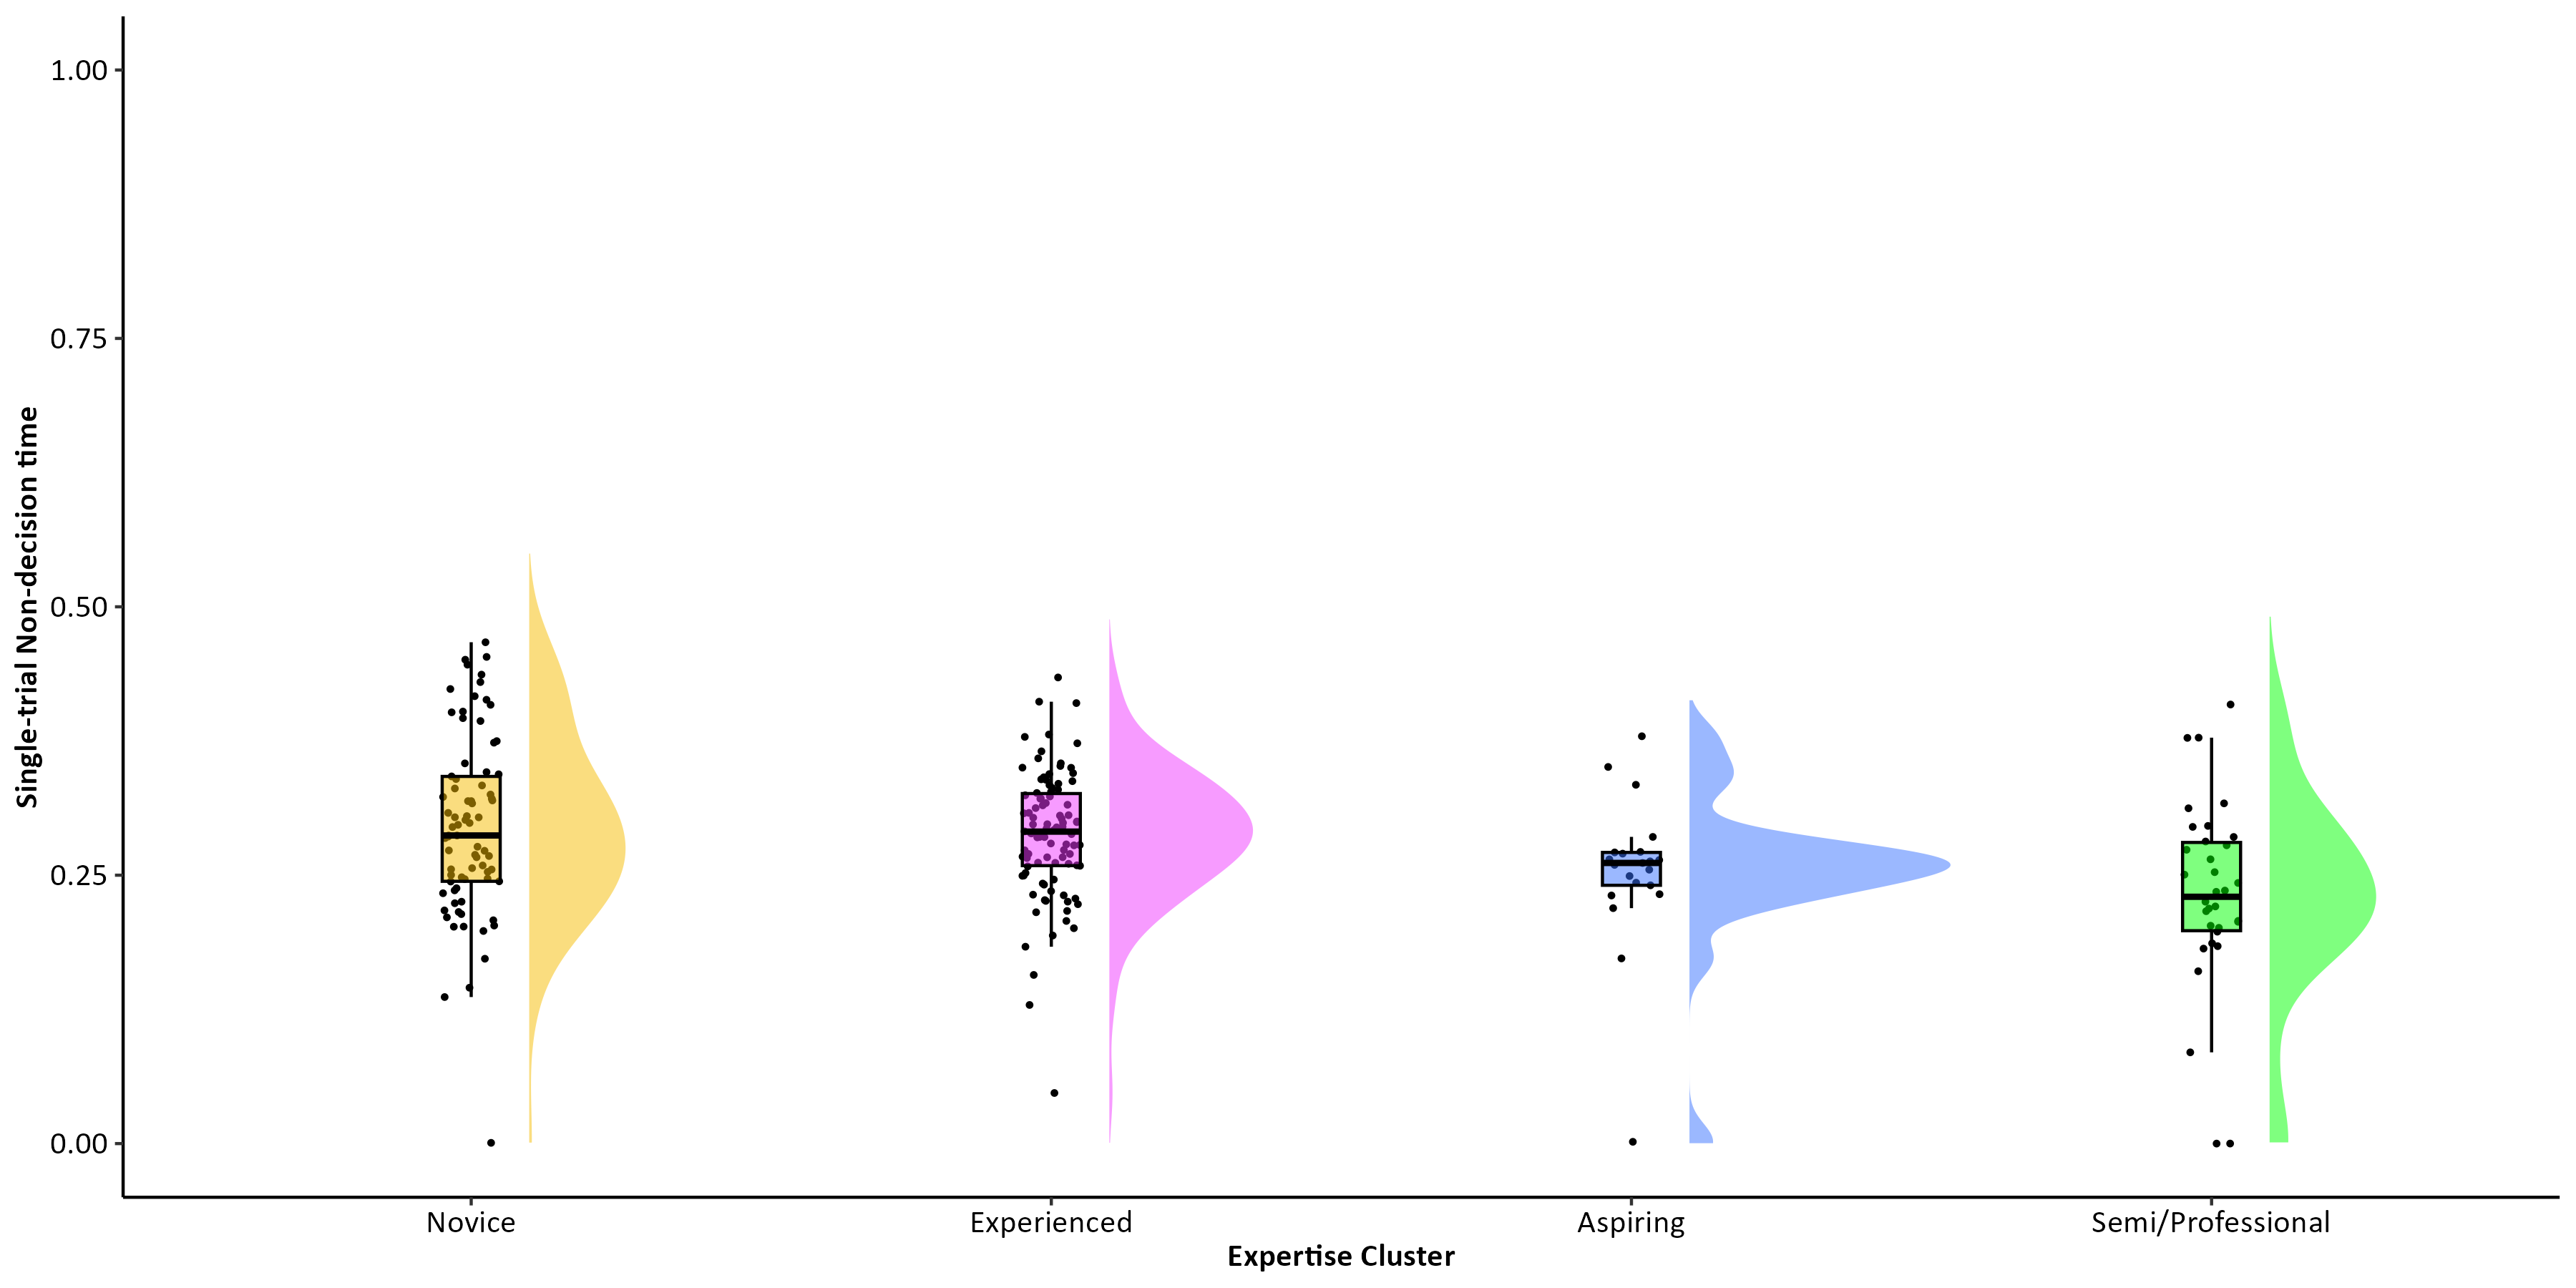 1.00
0.75
0.50
0.25
0.00
Single-trial Non-decision time
Novice
Experienced
Aspiring
Semi/Professional
Expertise Cluster